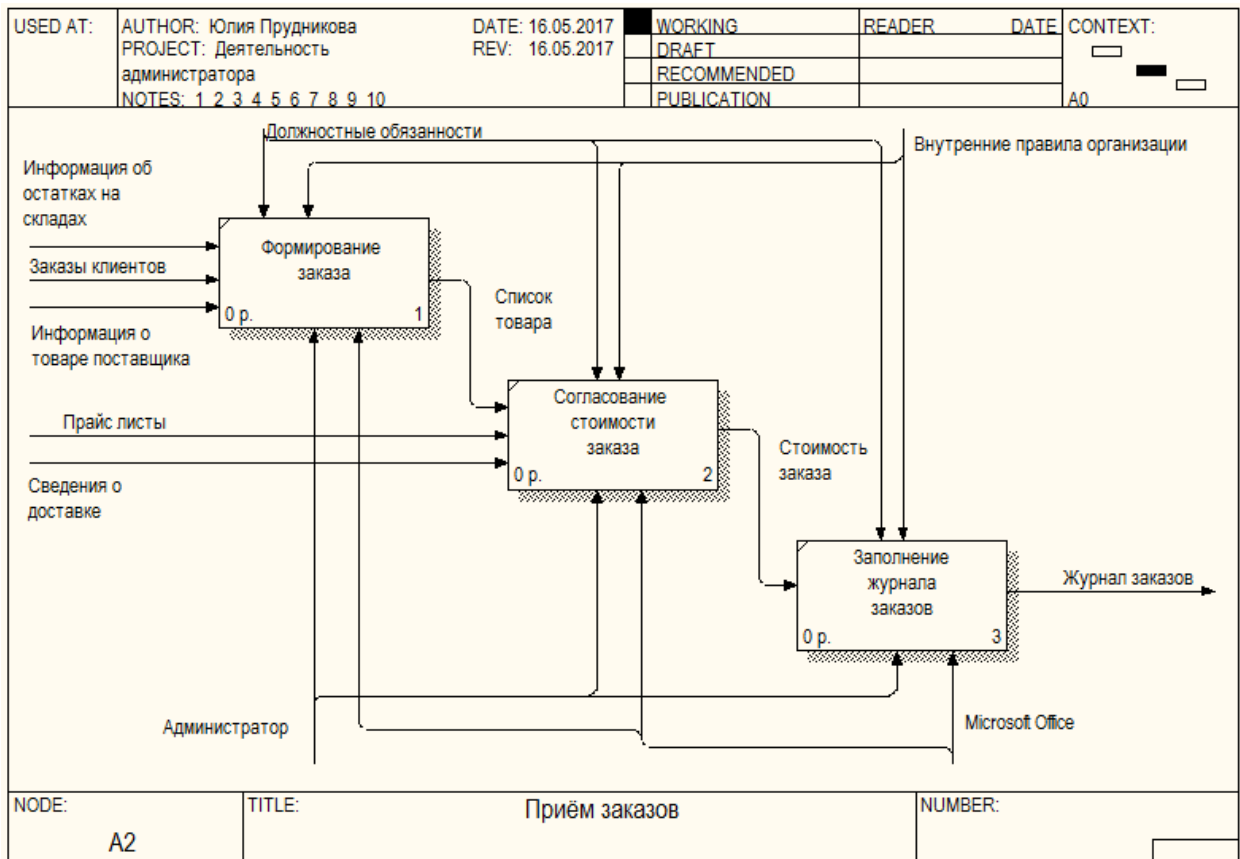 USED AT:
AUTHOR: Юлия Прудникова
DATE: 16.05.2017
PROJECT: Деятельность
REV: 16.05.2017
администратора
NOTES: 1 2 3 4 5 6 7 8 9 10
WORKING
DRAFT
RECOMMENDED
PUBLICATION
READER
DATE
CONTEXT:
A0
Должностные обязанности
Внутренние правила организации
Информация об
остатках на
складах
Заказы клиентов
Информация о
товаре поставщика
Формирование
заказа
0 р.
1
Список
товара
Прайс листы
Сведения о
доставке
Согласование
стоимости
заказа
0 р.
2
Стоимость
заказа
Заполнение
журнала
заказов
0 р.
3
Журнал заказов
Администратор
Microsoft Office
NODE:
A2
TITLE:
Приём заказов
NUMBER: